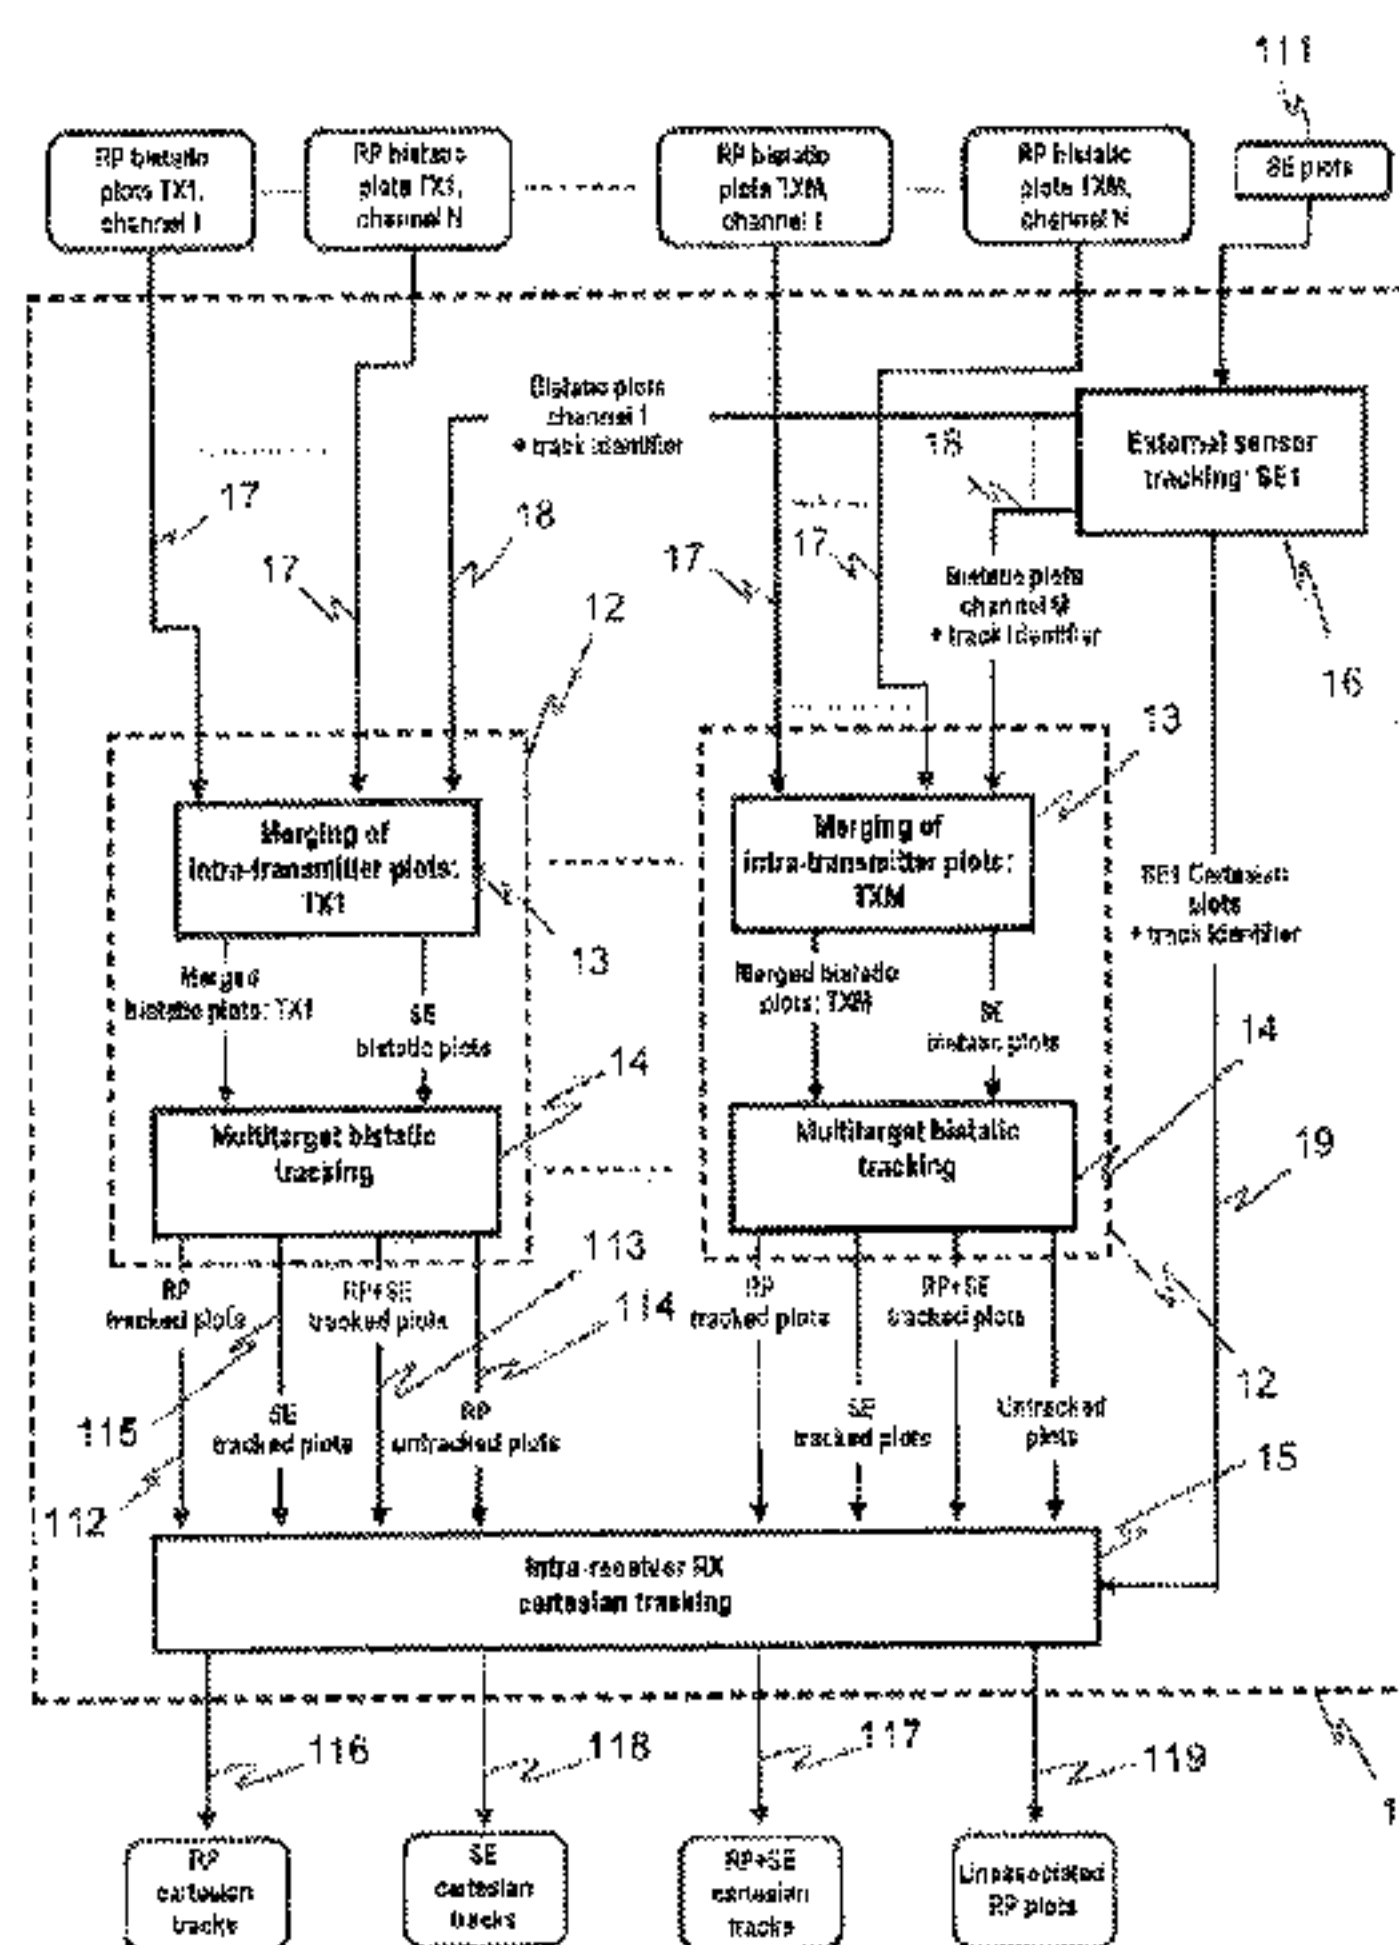 111
RP bistatic
plots TX1,
channel 1
RP bistatic
plots TX1,
channel N
RP bistatic
plots TXM,
channel 1
RP bistatic
plots TXM,
channel N
SE plots
Bistatic plots
channel 1
+ track identifier
18
External sensor
tracking: SE1
17
17
18
17
17
Bistatic plots
channel M
+ track identifier
12
16
13
Merging of
intra-transmitter plots:
TX1
Merging of
intra-transmitter plots:
TXM
SE1 Cartesian
plots
+ track identifier
13
Merged
bistatic plots: TX1
SE
bistatic plots
Merged bistatic
plots: TXM
SE
bistatic plots
14
14
Multitarget bistatic
tracking
Multitarget bistatic
tracking
19
113
RP
tracked plots
RP+SE
tracked plots
114
RP
tracked plots
RP+SE
tracked plots
12
115
SE
tracked plots
RP
untracked plots
SE
tracked plots
Untracked
plots
15
112
Intra-receiver RX
cartesian tracking
116
118
117
119
1
RP
cartesian
tracks
SE
cartesian
tracks
RP+SE
cartesian
tracks
Unassociated
RP plots